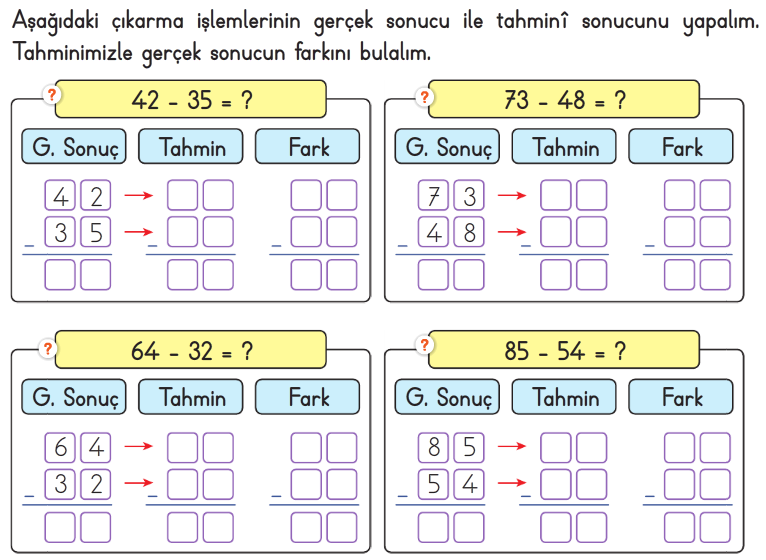 Aşağıdaki çıkarma işlemlerinin gerçek sonucu ile tahminî sonucunu yapalım.
Tahminimizle gerçek sonucun farkını bulalım.
? 42 - 35 = ?
G. Sonuç Tahmin Fark
4 2
- 3 5 - -
? 73 - 48 = ?
G. Sonuç Tahmin Fark
7 3
- 4 8 - -
? 64 - 32 = ?
G. Sonuç Tahmin Fark
6 4
- 3 2 - -
? 85 - 54 = ?
G. Sonuç Tahmin Fark
8 5
- 5 4 - -